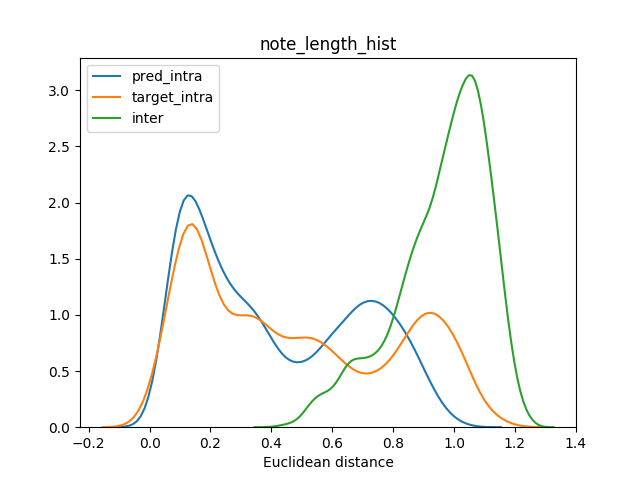 note_length_hist
pred_intra
target_intra
inter
3.0
2.5
2.0
1.5
1.0
0.5
0.0
−0.2 0.0 0.2 0.4 0.6 0.8 1.0 1.2 1.4
Euclidean distance